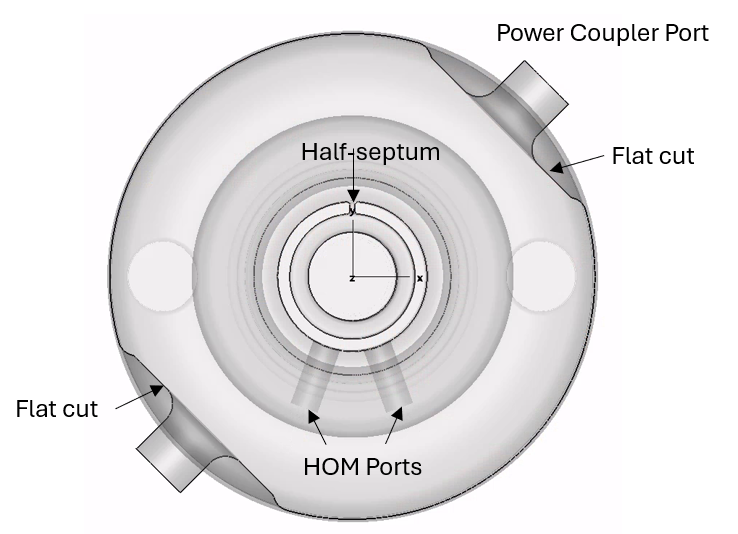 Power Coupler Port
Half-septum
Flat cut
y
z
x
Flat cut
HOM Ports